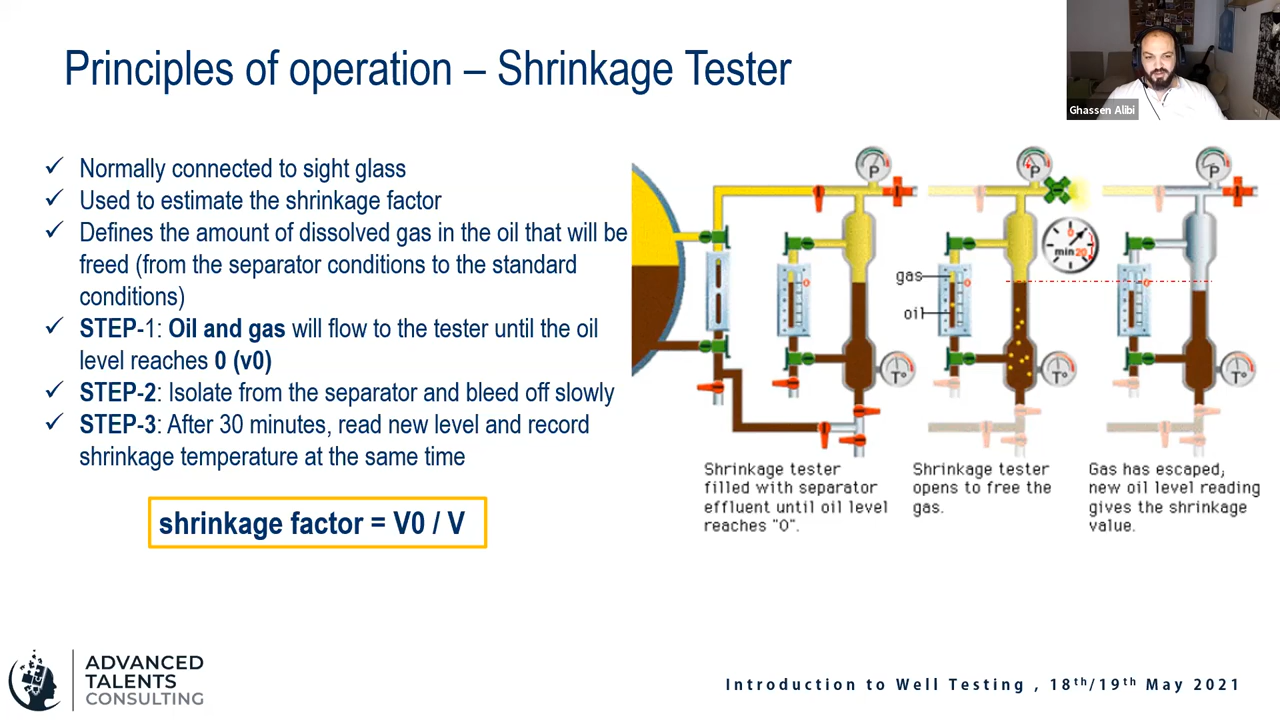 Principles of operation – Shrinkage Tester
Ghassen Alibi
✓ Normally connected to sight glass
✓ Used to estimate the shrinkage factor
✓ Defines the amount of dissolved gas in the oil that will be
freed (from the separator conditions to the standard
conditions)
✓ STEP-1: Oil and gas will flow to the tester until the oil
level reaches 0 (v0)
✓ STEP-2: Isolate from the separator and bleed off slowly
✓ STEP-3: After 30 minutes, read new level and record
shrinkage temperature at the same time
shrinkage factor = V0 / V
P
P
P
0
min 20
gas
oil
0
0
0
T°
T°
T°
Shrinkage tester
filled with separator
effluent until oil level
reaches "0".
Shrinkage tester
opens to free the
gas.
Gas has escaped;
new oil level reading
gives the shrinkage
value.
ADVANCED
TALENTS
CONSULTING
Introduction to Well Testing , 18th/19th May 2021